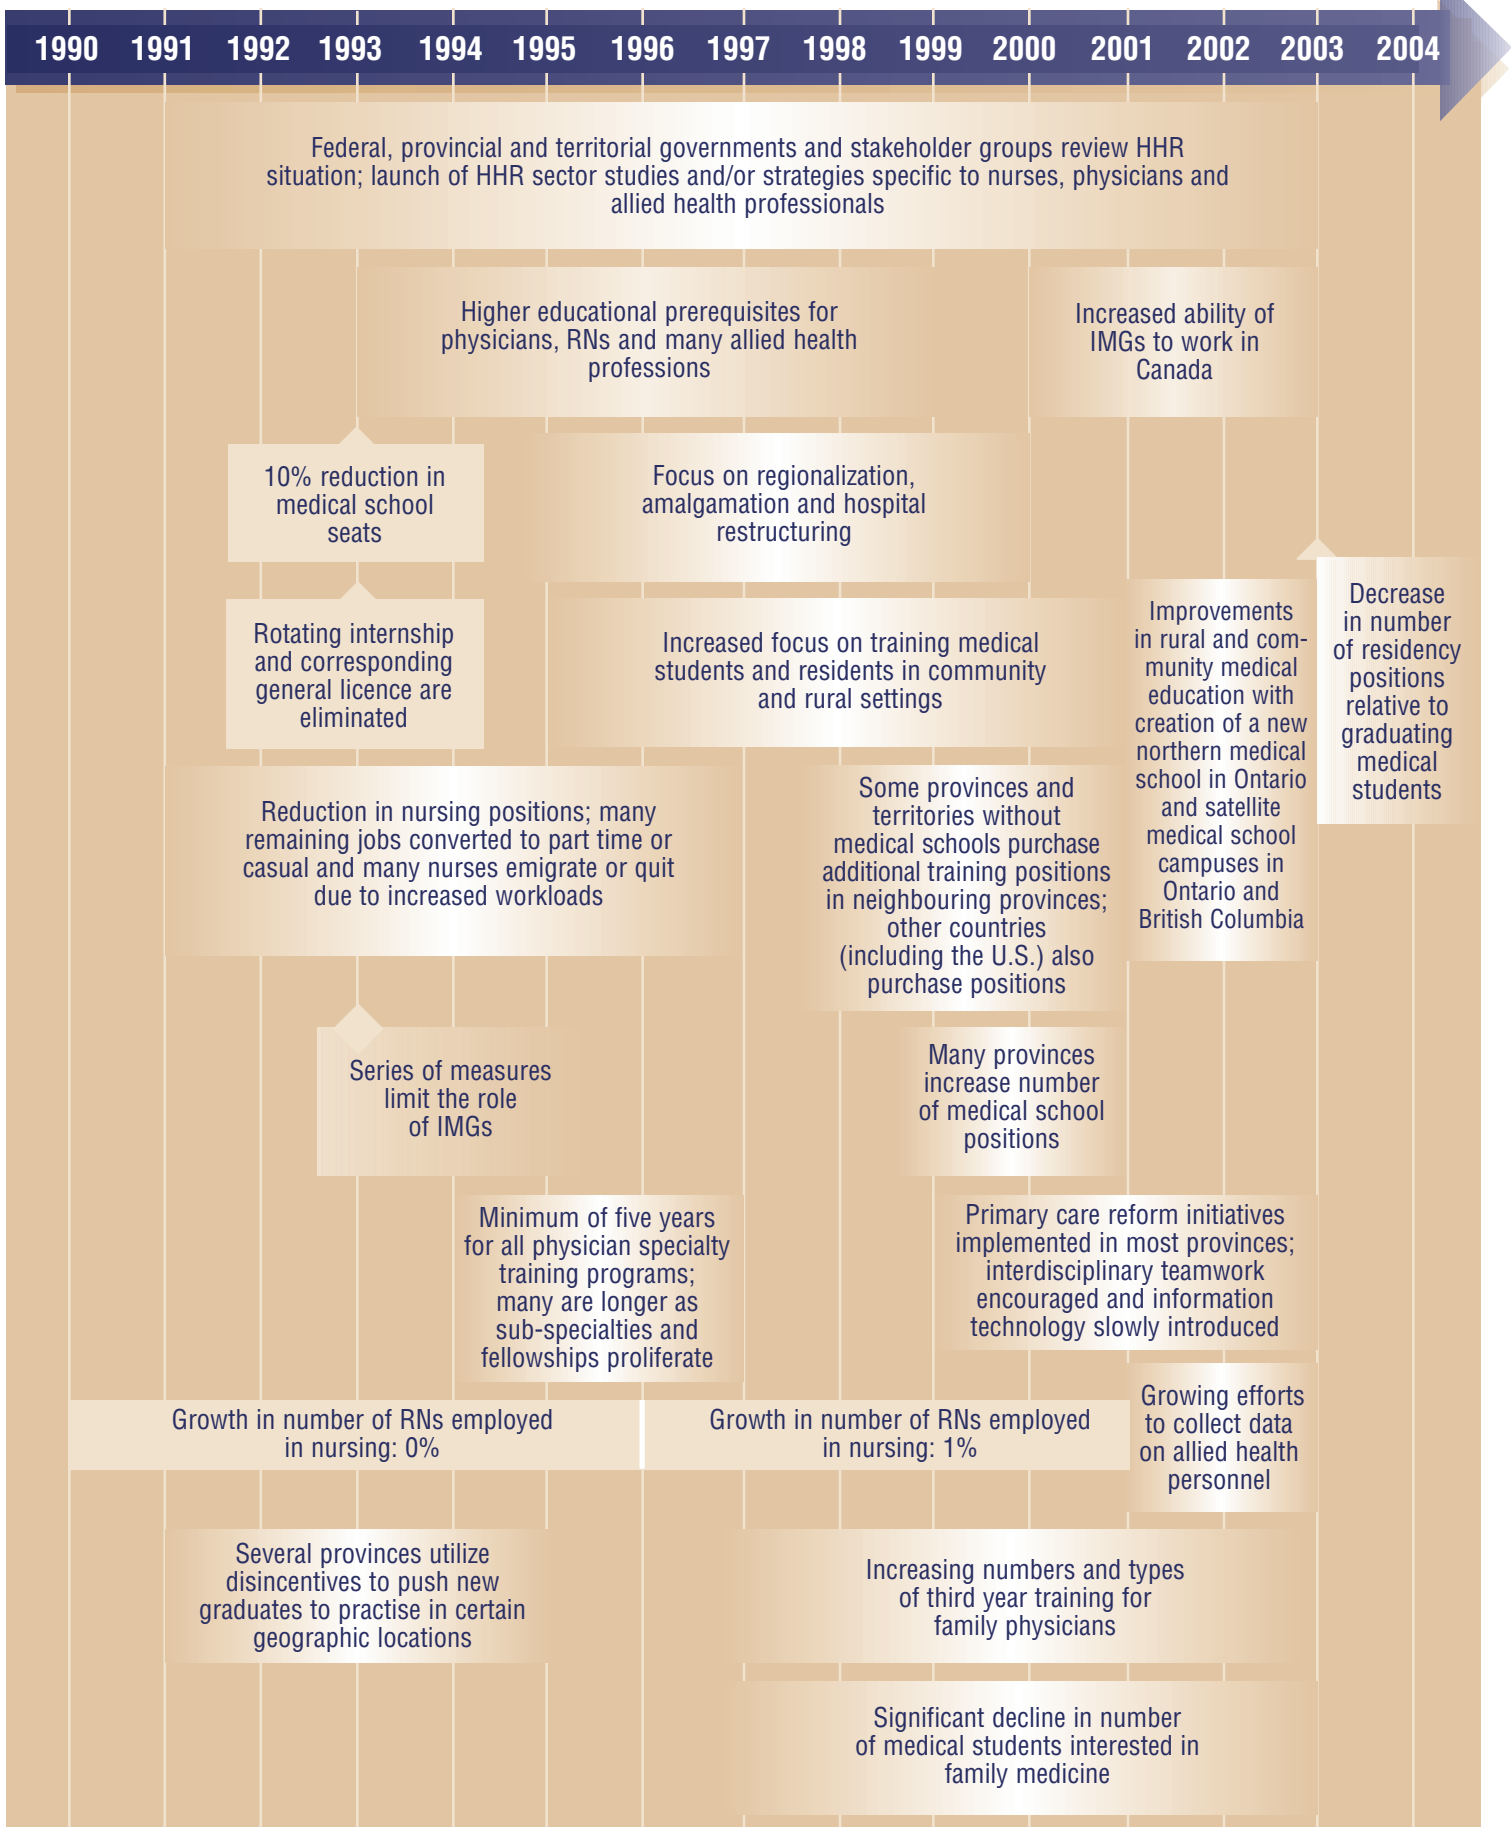 1990 1991 1992 1993 1994 1995 1996 1997 1998 1999 2000 2001 2002 2003 2004
Federal, provincial and territorial governments and stakeholder groups review HHR
situation; launch of HHR sector studies and/or strategies specific to nurses, physicians and
allied health professionals
Higher educational prerequisites for
physicians, RNs and many allied health
professions
Increased ability of
IMGs to work in
Canada
10% reduction in
medical school
seats
Focus on regionalization,
amalgamation and hospital
restructuring
Rotating internship
and corresponding
general licence are
eliminated
Increased focus on training medical
students and residents in community
and rural settings
Improvements
in rural and com-
munity medical
education with
creation of a new
northern medical
school in Ontario
and satellite
medical school
campuses in
Ontario and
British Columbia
Decrease
in number
of residency
positions
relative to
graduating
medical
students
Reduction in nursing positions; many
remaining jobs converted to part time or
casual and many nurses emigrate or quit
due to increased workloads
Some provinces and
territories without
medical schools purchase
additional training positions
in neighbouring provinces;
other countries
(including the U.S.) also
purchase positions
Series of measures
limit the role
of IMGs
Many provinces
increase number
of medical school
positions
Minimum of five years
for all physician specialty
training programs;
many are longer as
sub-specialties and
fellowships proliferate
Primary care reform initiatives
implemented in most provinces;
interdisciplinary teamwork
encouraged and information
technology slowly introduced
Growth in number of RNs employed
in nursing: 0%
Growth in number of RNs employed
in nursing: 1%
Growing efforts
to collect data
on allied health
personnel
Several provinces utilize
disincentives to push new
graduates to practise in certain
geographic locations
Increasing numbers and types
of third year training for
family physicians
Significant decline in number
of medical students interested in
family medicine